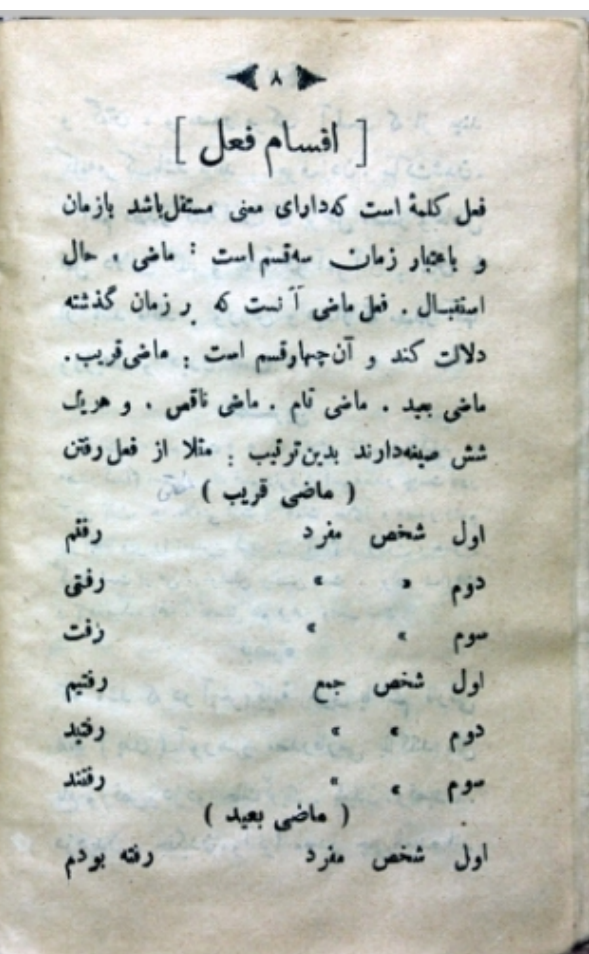 ۸
[ اقسام فعل ]
فعل کلمهٔ است که دارای معنی مستقل باشد بازمان
و باعتبار زمان سه قسم است : ماضی ، حال
استقبال . فعل ماضی آنست که بر زمان گذشته
دلالت کند و آن چهار قسم است : ماضی قریب .
ماضی بعید . ماضی تام . ماضی ناقص . و هریک
شش صیغه دارند بدین ترتیب : مثلا از فعل رفتن
( ماضی قریب )
اول شخص مفرد رفتم
دوم » » رفتی
سوم » » رفت
اول شخص جمع رفتیم
دوم » » رفتید
سوم » » رفتند
( ماضی بعید )
اول شخص مفرد رفته بودم